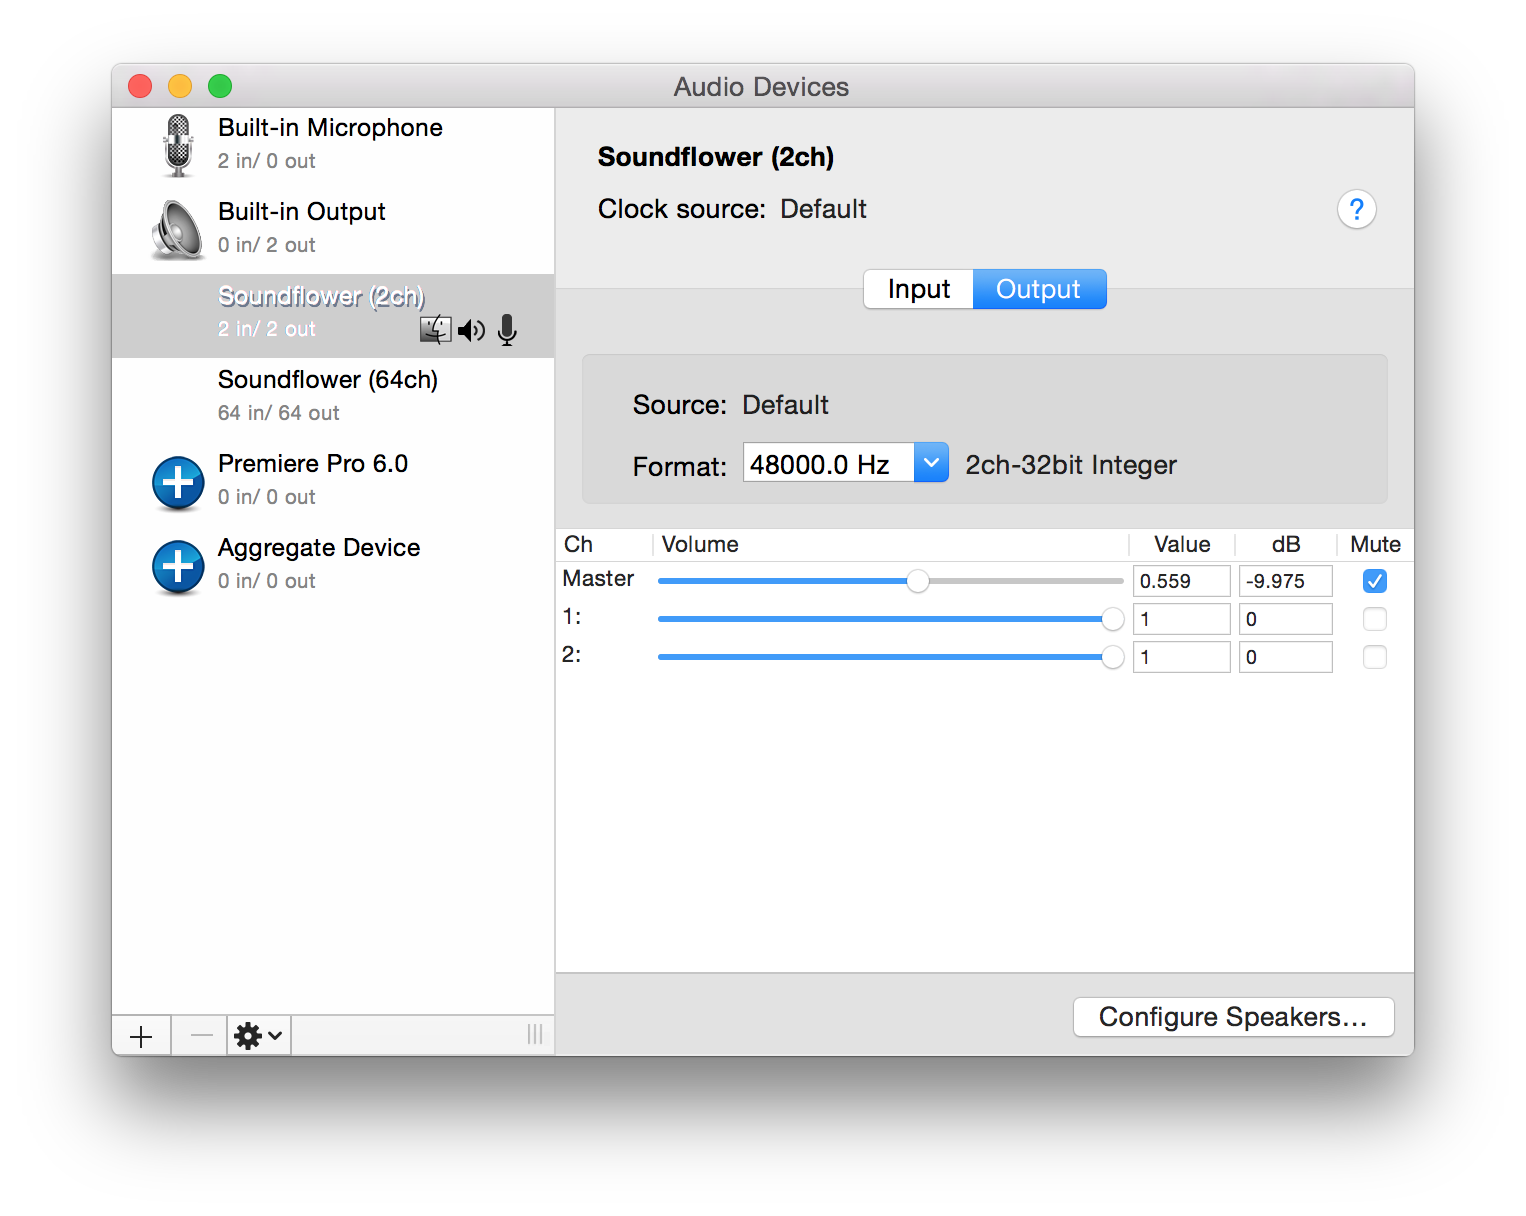 Audio Devices
Built-in Microphone
2 in/ 0 out
Built-in Output
0 in/ 2 out
Soundflower (2ch)
2 in/ 2 out
Soundflower (64ch)
64 in/ 64 out
Premiere Pro 6.0
0 in/ 0 out
Aggregate Device
0 in/ 0 out
Soundflower (2ch)
Clock source: Default
?
Input Output
Source: Default
Format: 48000.0 Hz 2ch-32bit Integer
Ch Volume Value dB Mute
Master 0.559 -9.975
1: 1 0
2: 1 0
Configure Speakers...